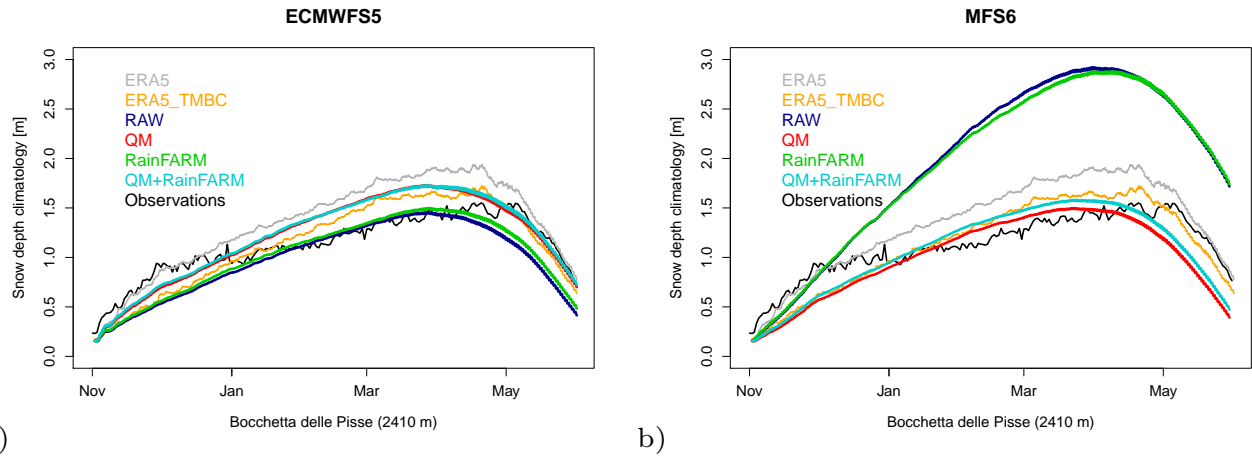 ECMWFS5
Snow depth climatology [m]
3.0
2.5
2.0
1.5
1.0
0.5
0.0
ERA5
ERA5_TMBC
RAW
QM
RainFARM
QM+RainFARM
Observations
Nov
Jan
Mar
May
Bocchetta delle Pisse (2410 m)
)
MFS6
Snow depth climatology [m]
3.0
2.5
2.0
1.5
1.0
0.5
0.0
ERA5
ERA5_TMBC
RAW
QM
RainFARM
QM+RainFARM
Observations
Nov
Jan
Mar
May
Bocchetta delle Pisse (2410 m)
b)